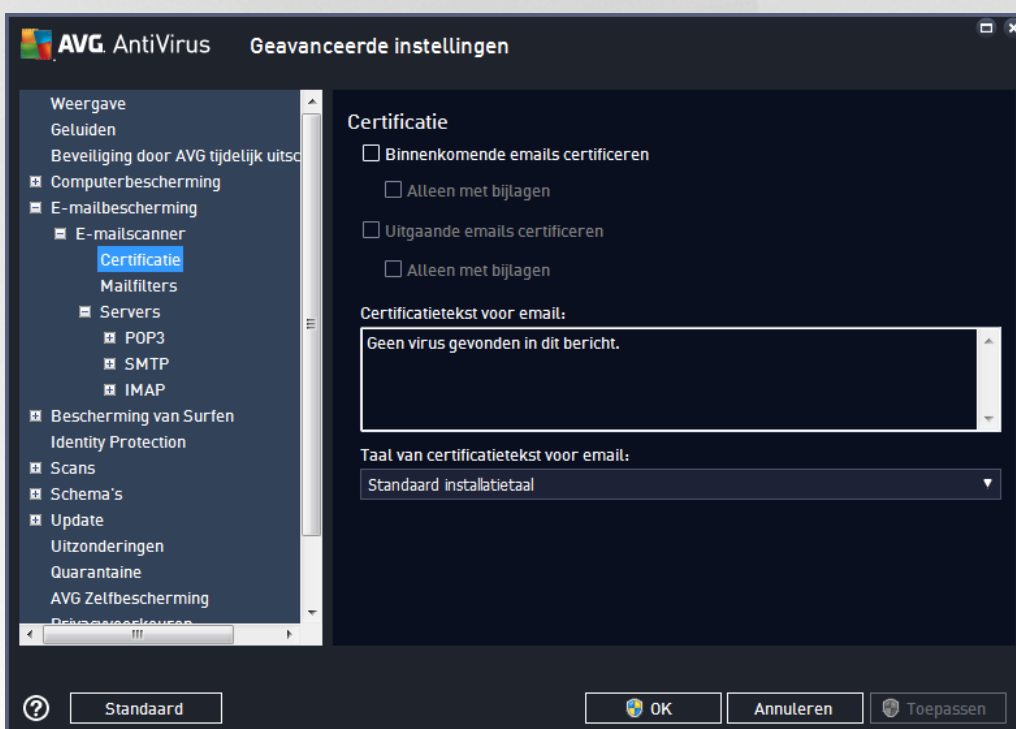 AVG. AntiVirus Geavanceerde instellingen
Weergave
Geluiden
Beveiliging door AVG tijdelijk uitsc
Computerbescherming
E-mailbescherming
E-mailscanner
Certificatie
Mailfilters
Servers
POP3
SMTP
IMAP
Bescherming van Surfen
Identity Protection
Scans
Schema's
Update
Uitzonderingen
Quarantaine
AVG Zelfbescherming
Privacyvoorkeuren
Certificatie
Binnenkomende emails certificeren
Alleen met bijlagen
Uitgaande emails certificeren
Alleen met bijlagen
Certificatietekst voor email:
Geen virus gevonden in dit bericht.
Taal van certificatietekst voor email:
Standaard installatietaal
? Standaard OK Annuleren Toepassen